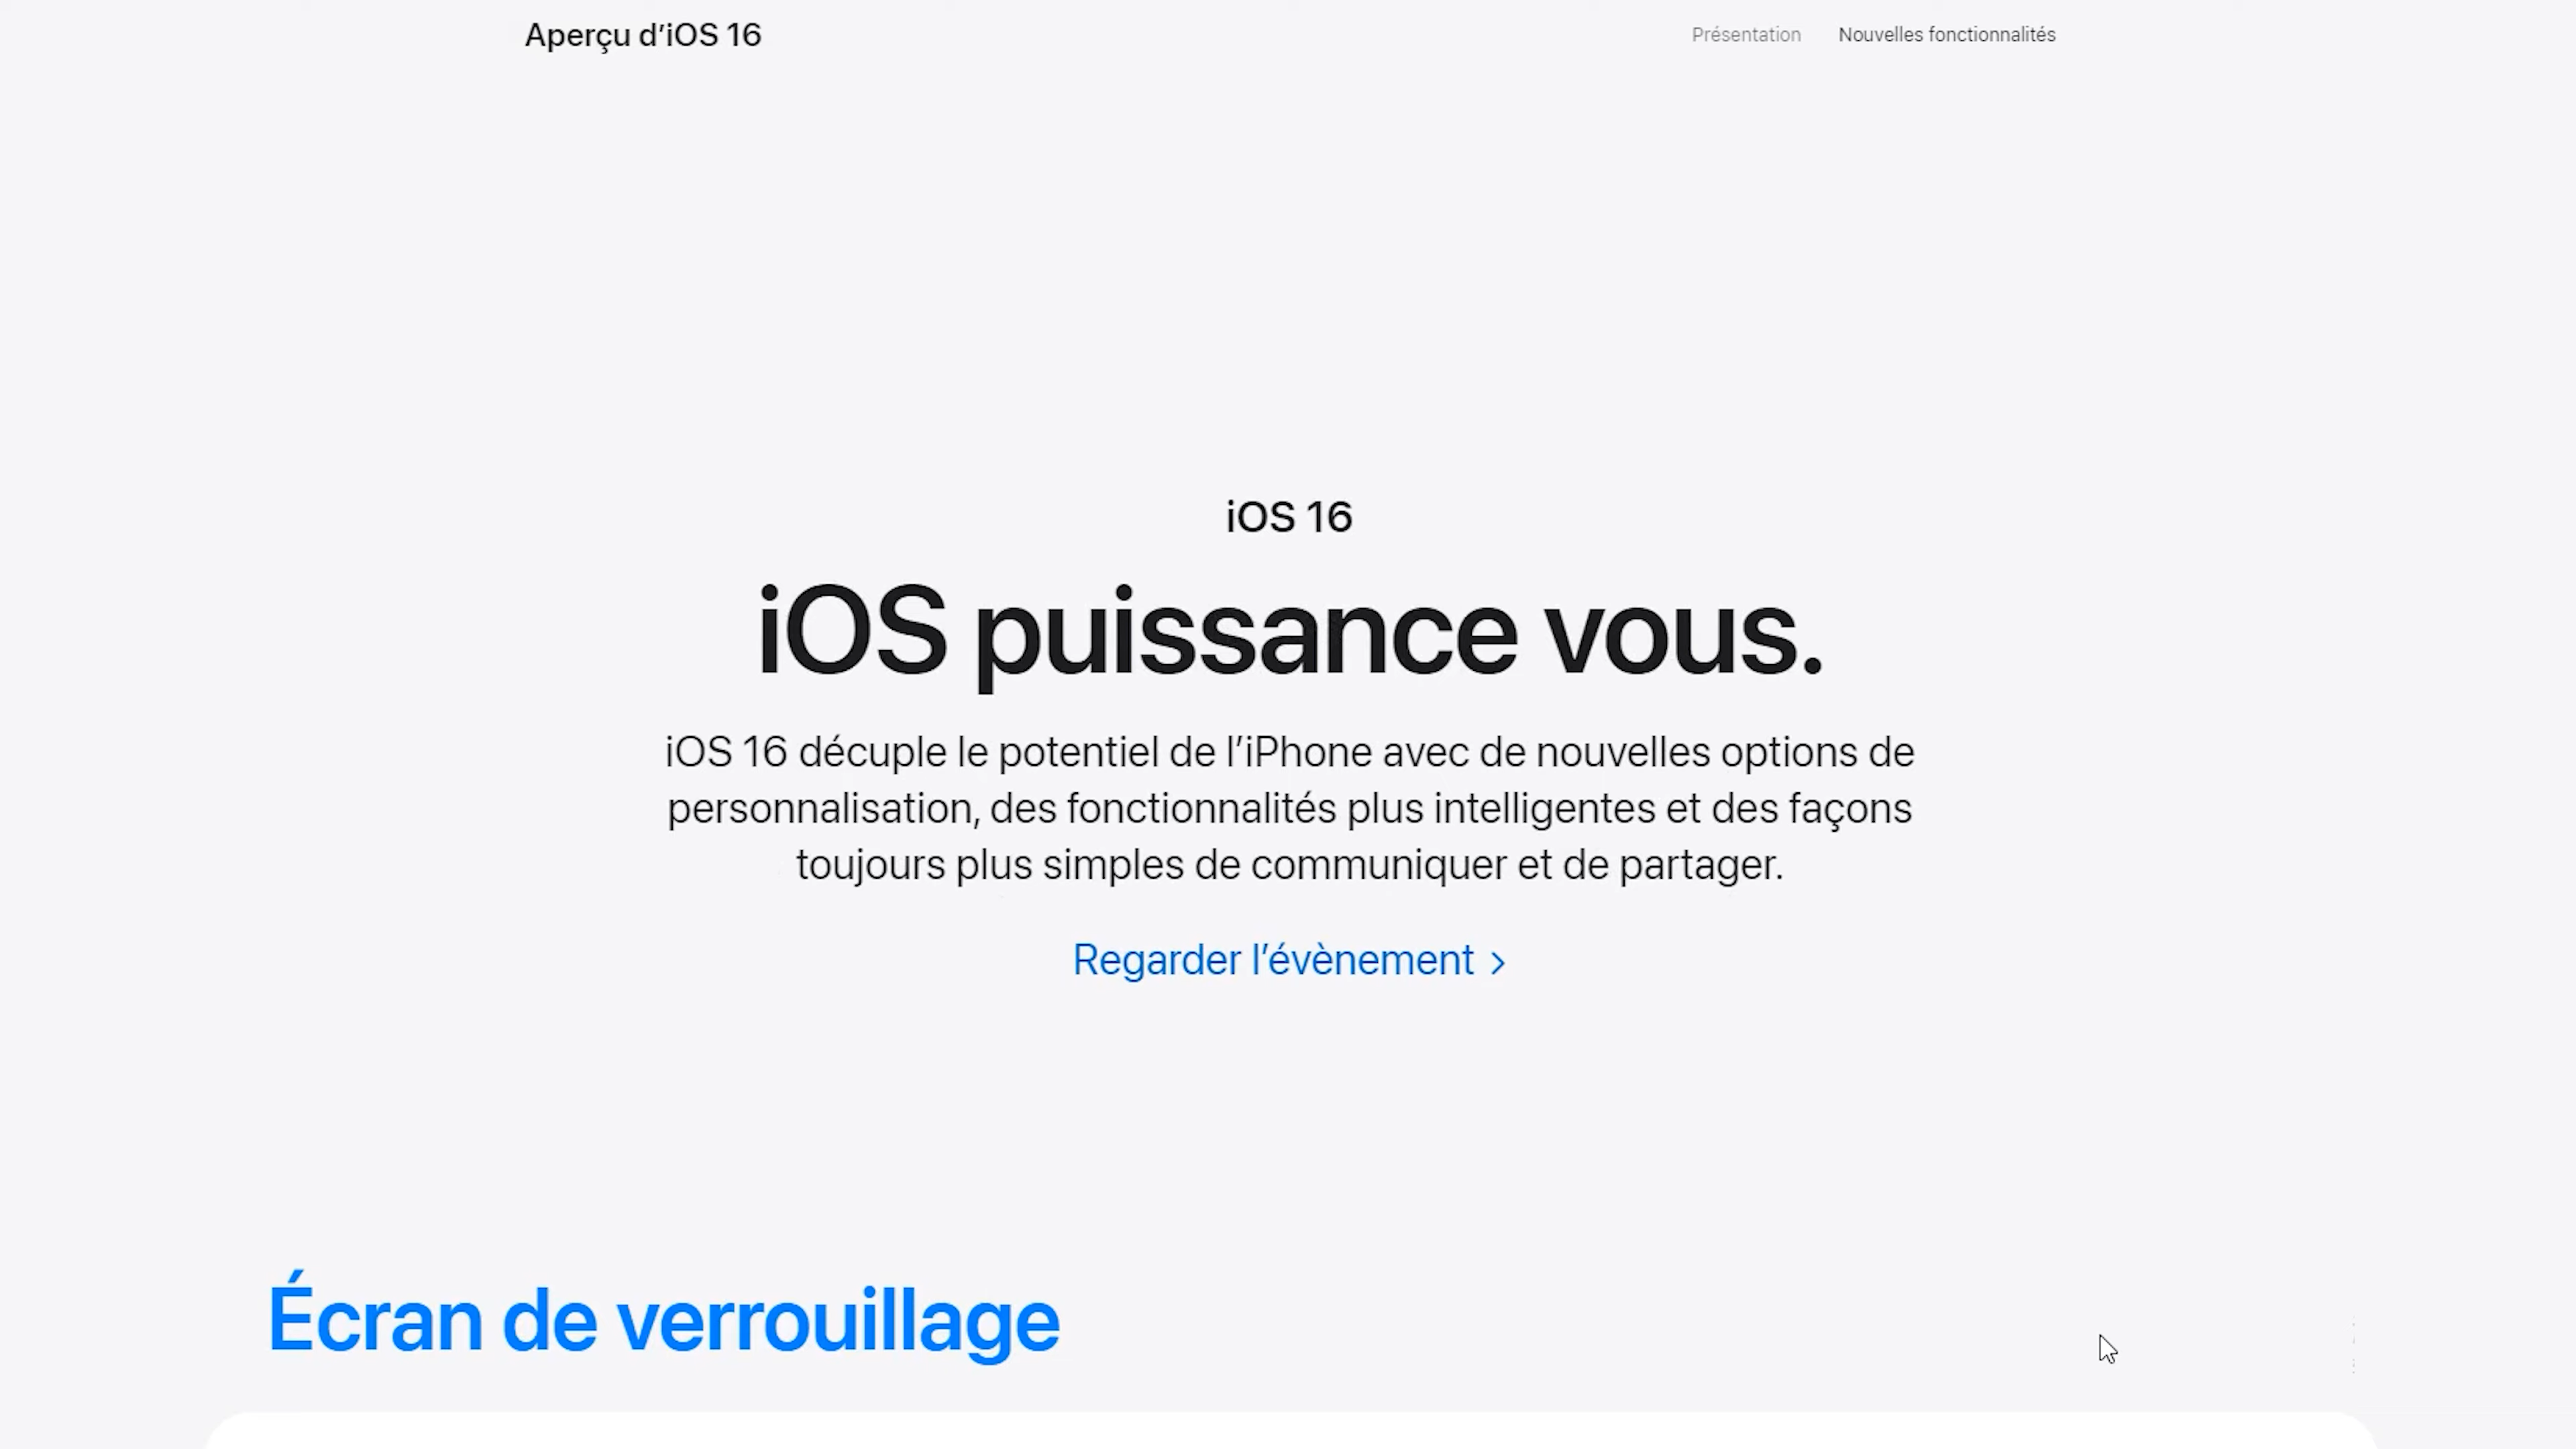 Aperçu d’iOS 16
Présentation
Nouvelles fonctionnalités
iOS 16
iOS puissance vous.
iOS 16 décuple le potentiel de l’iPhone avec de nouvelles options de
personnalisation, des fonctionnalités plus intelligentes et des façons
toujours plus simples de communiquer et de partager.
Regarder l’évènement >
Écran de verrouillage